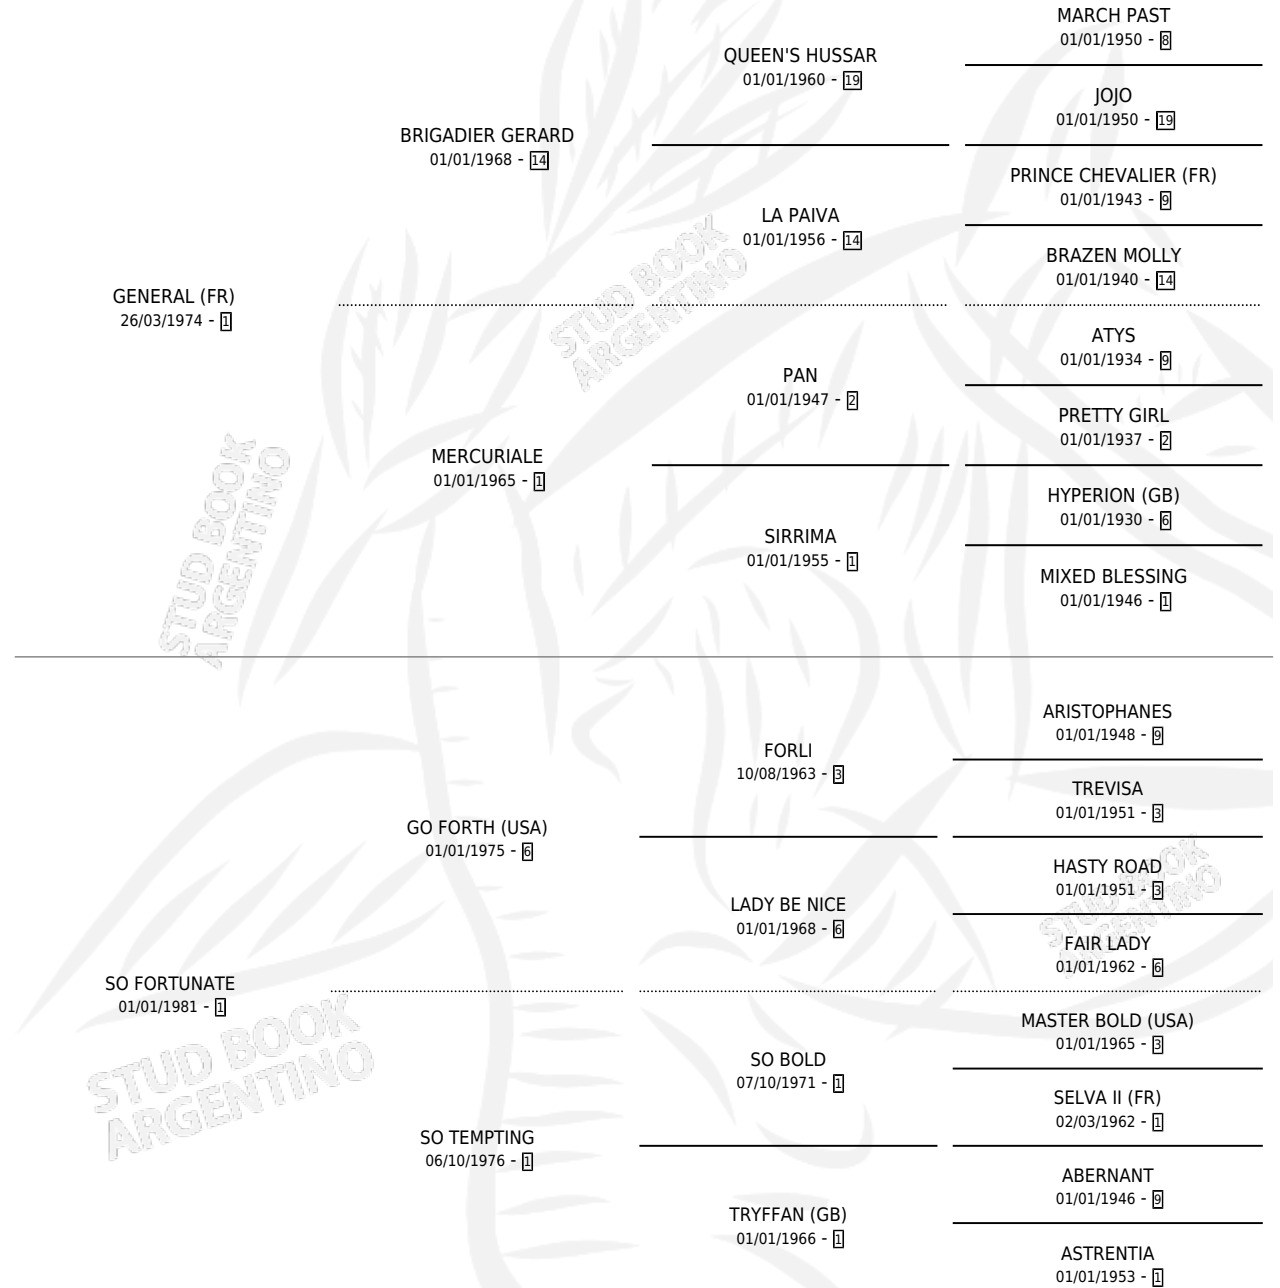 MARCH PAST
01/01/1950 - 8
QUEEN'S HUSSAR
01/01/1960 - 19
JOJO
01/01/1950 - 19
BRIGADIER GERARD
01/01/1968 - 14
PRINCE CHEVALIER (FR)
01/01/1943 - 9
LA PAIVA
01/01/1956 - 14
BRAZEN MOLLY
01/01/1940 - 14
GENERAL (FR)
26/03/1974 - 1
STUD BOOK
ARGENTINO
ATYS
01/01/1934 - 9
PAN
01/01/1947 - 2
PRETTY GIRL
01/01/1937 - 2
MERCURIALE
01/01/1965 - 1
HYPERION (GB)
01/01/1930 - 6
SIRRIMA
01/01/1955 - 1
MIXED BLESSING
01/01/1946 - 1
STUD BOOK
ARGENTINO
ARISTOPHANES
01/01/1948 - 9
FORLI
10/08/1963 - 3
TREVISA
01/01/1951 - 3
GO FORTH (USA)
01/01/1975 - 6
HASTY ROAD
01/01/1951 - 3
LADY BE NICE
01/01/1968 - 6
STUD BOOK
ARGENTINO
FAIR LADY
01/01/1962 - 6
SO FORTUNATE
01/01/1981 - 1
MASTER BOLD (USA)
01/01/1965 - 3
SO BOLD
07/10/1971 - 1
STUD BOOK
ARGENTINO
SELVA II (FR)
02/03/1962 - 1
SO TEMPTING
06/10/1976 - 1
ABERNANT
01/01/1946 - 9
TRYFFAN (GB)
01/01/1966 - 1
ASTRENTIA
01/01/1953 - 1